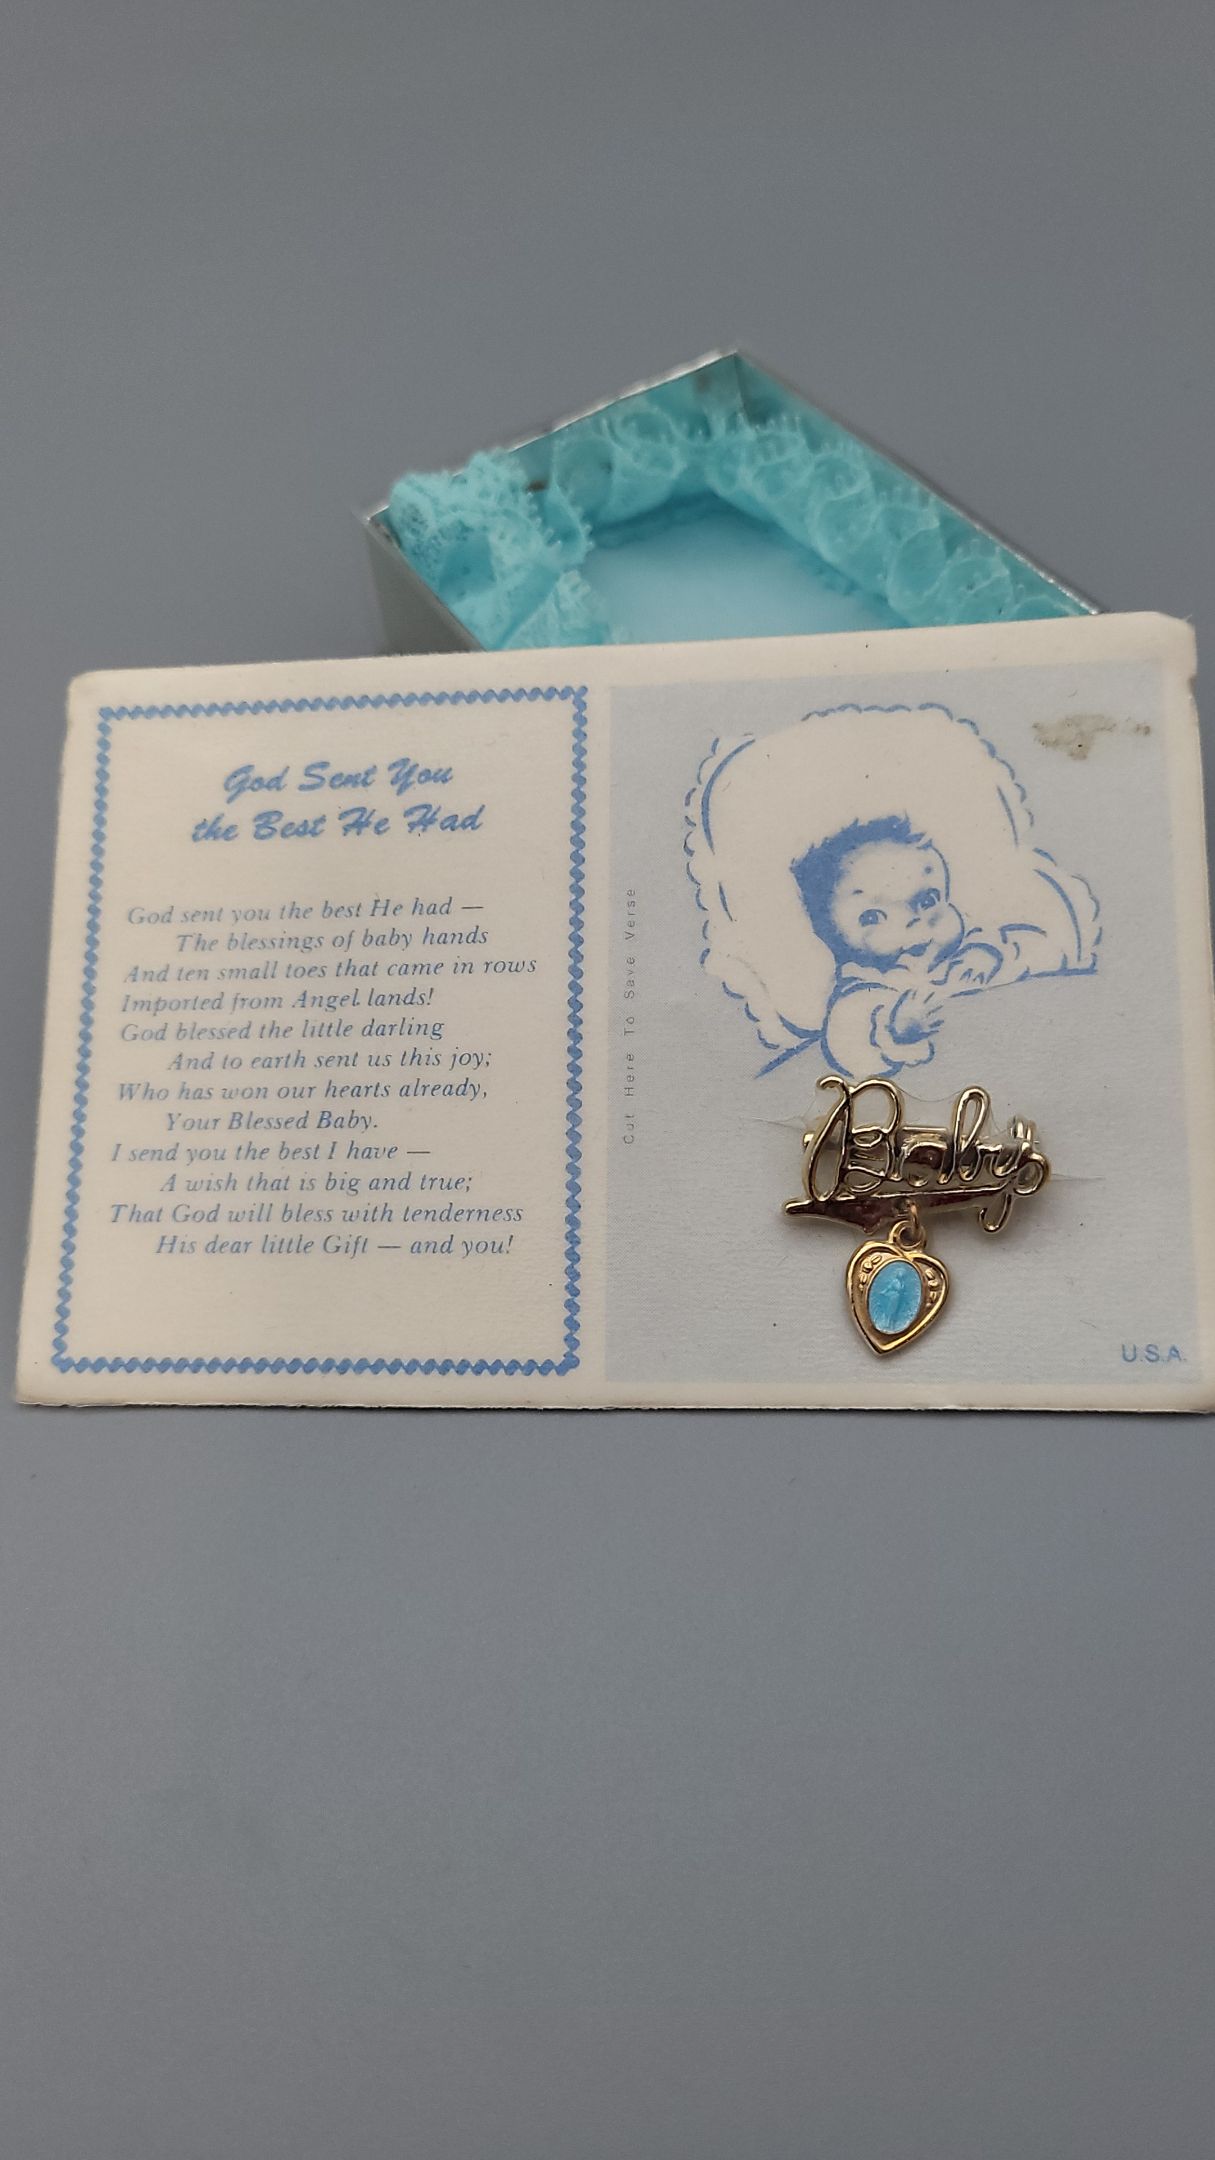 God Sent You
the Best He Had
God sent you the best He had —
The blessings of baby hands
And ten small toes that came in rows
Imported from Angel lands!
God blessed the little darling
And to earth sent us this joy;
Who has won our hearts already,
Your Blessed Baby.
I send you the best I have —
A wish that is big and true;
That God will bless with tenderness
His dear little Gift — and you!
Cut Here To Save Verse
Baby
U.S.A.